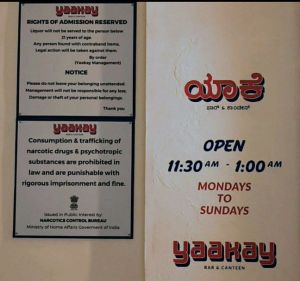 yaakay
RIGHTS OF ADMISSION RESERVED
Liquor will not be served to the person below
21 years of age.
Any person found with contraband items.
Legal action will be taken against them.
By order
(Yaakay Management)
NOTICE
Please do not leave your belonging unattended.
Management will not be responsible for any loss,
Damage or theft of your personal belongings.
Thank you
yaakay
Consumption & trafficking of
narcotic drugs & psychotropic
substances are prohibited in
law and are punishable with
rigorous imprisonment and fine.
Issued in Public Interest by
NARCOTICS CONTROL BUREAU
Ministry of Home Affairs Goverment of India
ಯಾಕೆ
ಬಾರ್ & ಕಾಂಟೀನ್
OPEN
11:30 AM - 1:00 AM
MONDAYS
TO
SUNDAYS
yaakay
BAR & CANTEEN